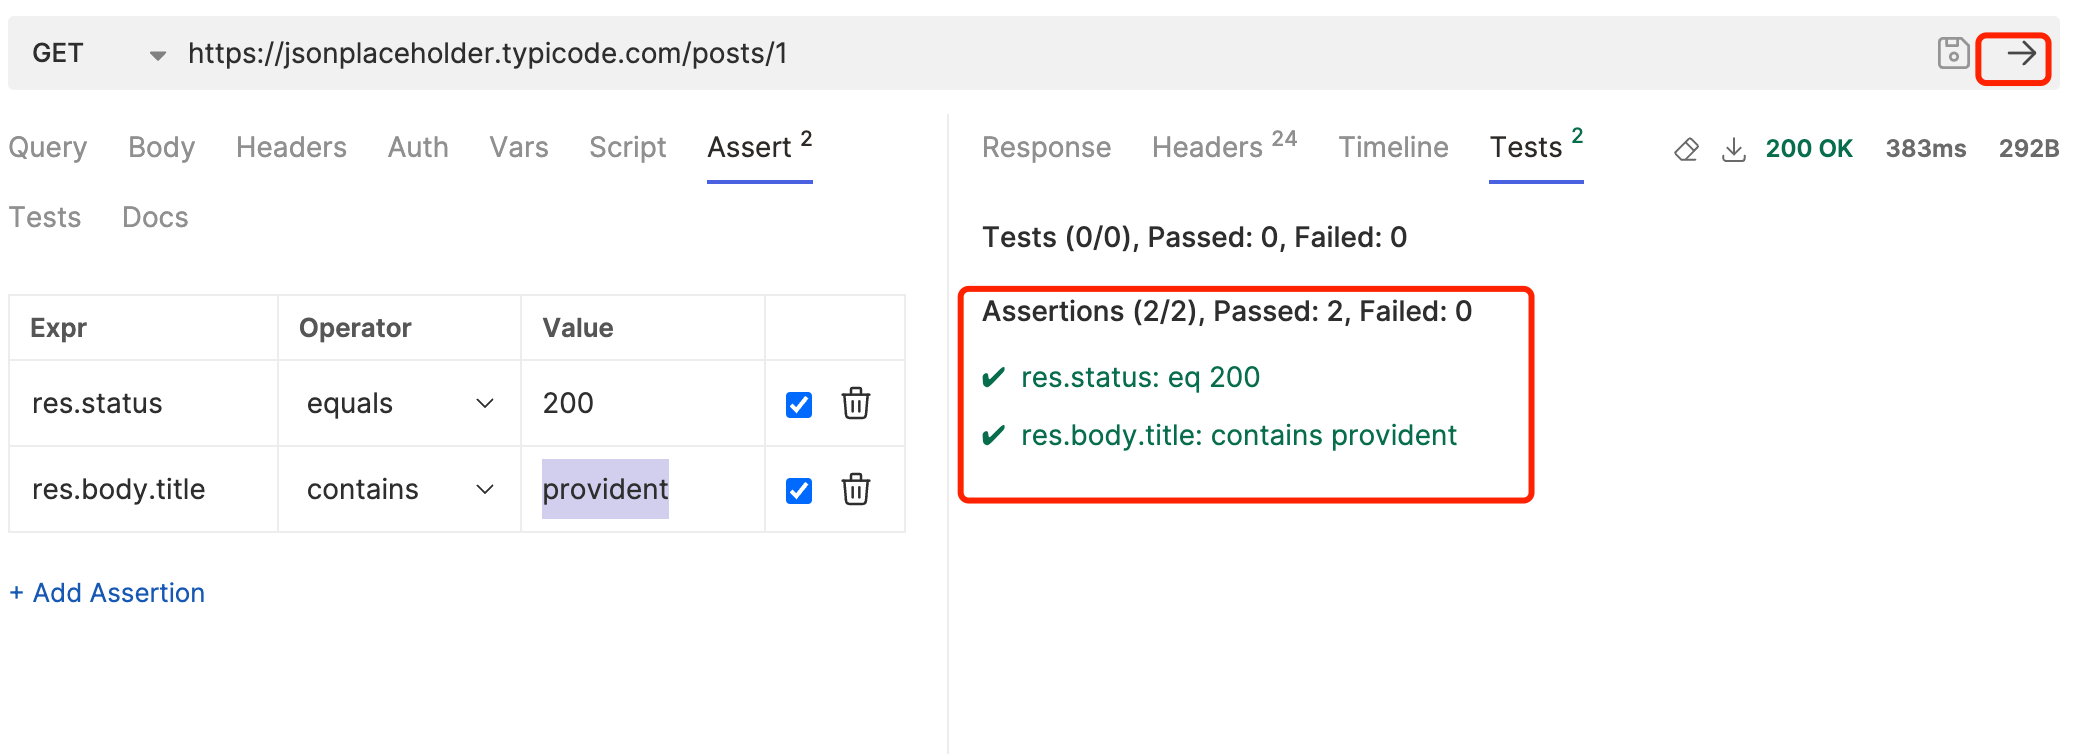 GET https://jsonplaceholder.typicode.com/posts/1
Query Body Headers Auth Vars Script Assert 2
Tests Docs
Expr Operator Value
res.status equals 200
res.body.title contains provident
+ Add Assertion
Response Headers 24 Timeline Tests 2 200 OK 383ms 292B
Tests (0/0), Passed: 0, Failed: 0
Assertions (2/2), Passed: 2, Failed: 0
✔ res.status: eq 200
✔ res.body.title: contains provident